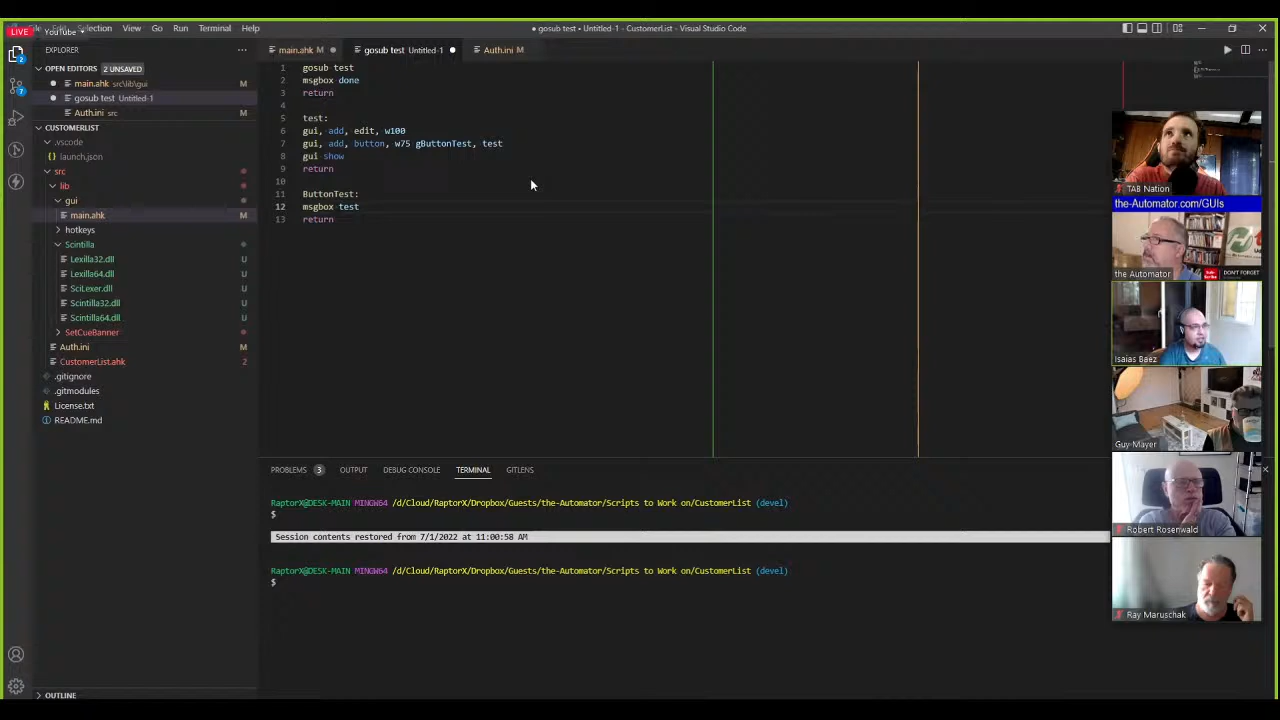 LIVE YouTube Selection View Go Run Terminal Help
● gosub test • Untitled-1 - CustomerList - Visual Studio Code
EXPLORER
OPEN EDITORS 2 UNSAVED
main.ahk src\lib\gui M
gosub test Untitled-1
Auth.ini src M
CUSTOMERLIST
.vscode
launch.json
src
lib
gui
main.ahk M
hotkeys
Scintilla
Lexilla32.dll U
Lexilla64.dll U
SciLexer.dll U
Scintilla32.dll U
Scintilla64.dll U
SetCueBanner
Auth.ini M
CustomerList.ahk 2
.gitignore
.gitmodules
License.txt
README.md
OUTLINE
2
7
main.ahk M
gosub test Untitled-1
Auth.ini M
1 gosub test
2 msgbox done
3 return
4
5 test:
6 gui, add, edit, w100
7 gui, add, button, w75 gButtonTest, test
8 gui show
9 return
10
11 ButtonTest:
12 msgbox test
13 return
PROBLEMS 3 OUTPUT DEBUG CONSOLE TERMINAL GITLENS
RaptorX@DESK-MAIN MINGW64 /d/Cloud/RaptorX/Dropbox/Guests/the-Automator/Scripts to Work on/CustomerList (devel)
$
Session contents restored from 7/1/2022 at 11:00:58 AM
RaptorX@DESK-MAIN MINGW64 /d/Cloud/RaptorX/Dropbox/Guests/the-Automator/Scripts to Work on/CustomerList (devel)
$
TAB Nation
the-Automator.com/GUIs
the Automator
DON'T FORGET
Isaias Baez
Guy-Mayer
Robert Rosenwald
Ray Maruschak